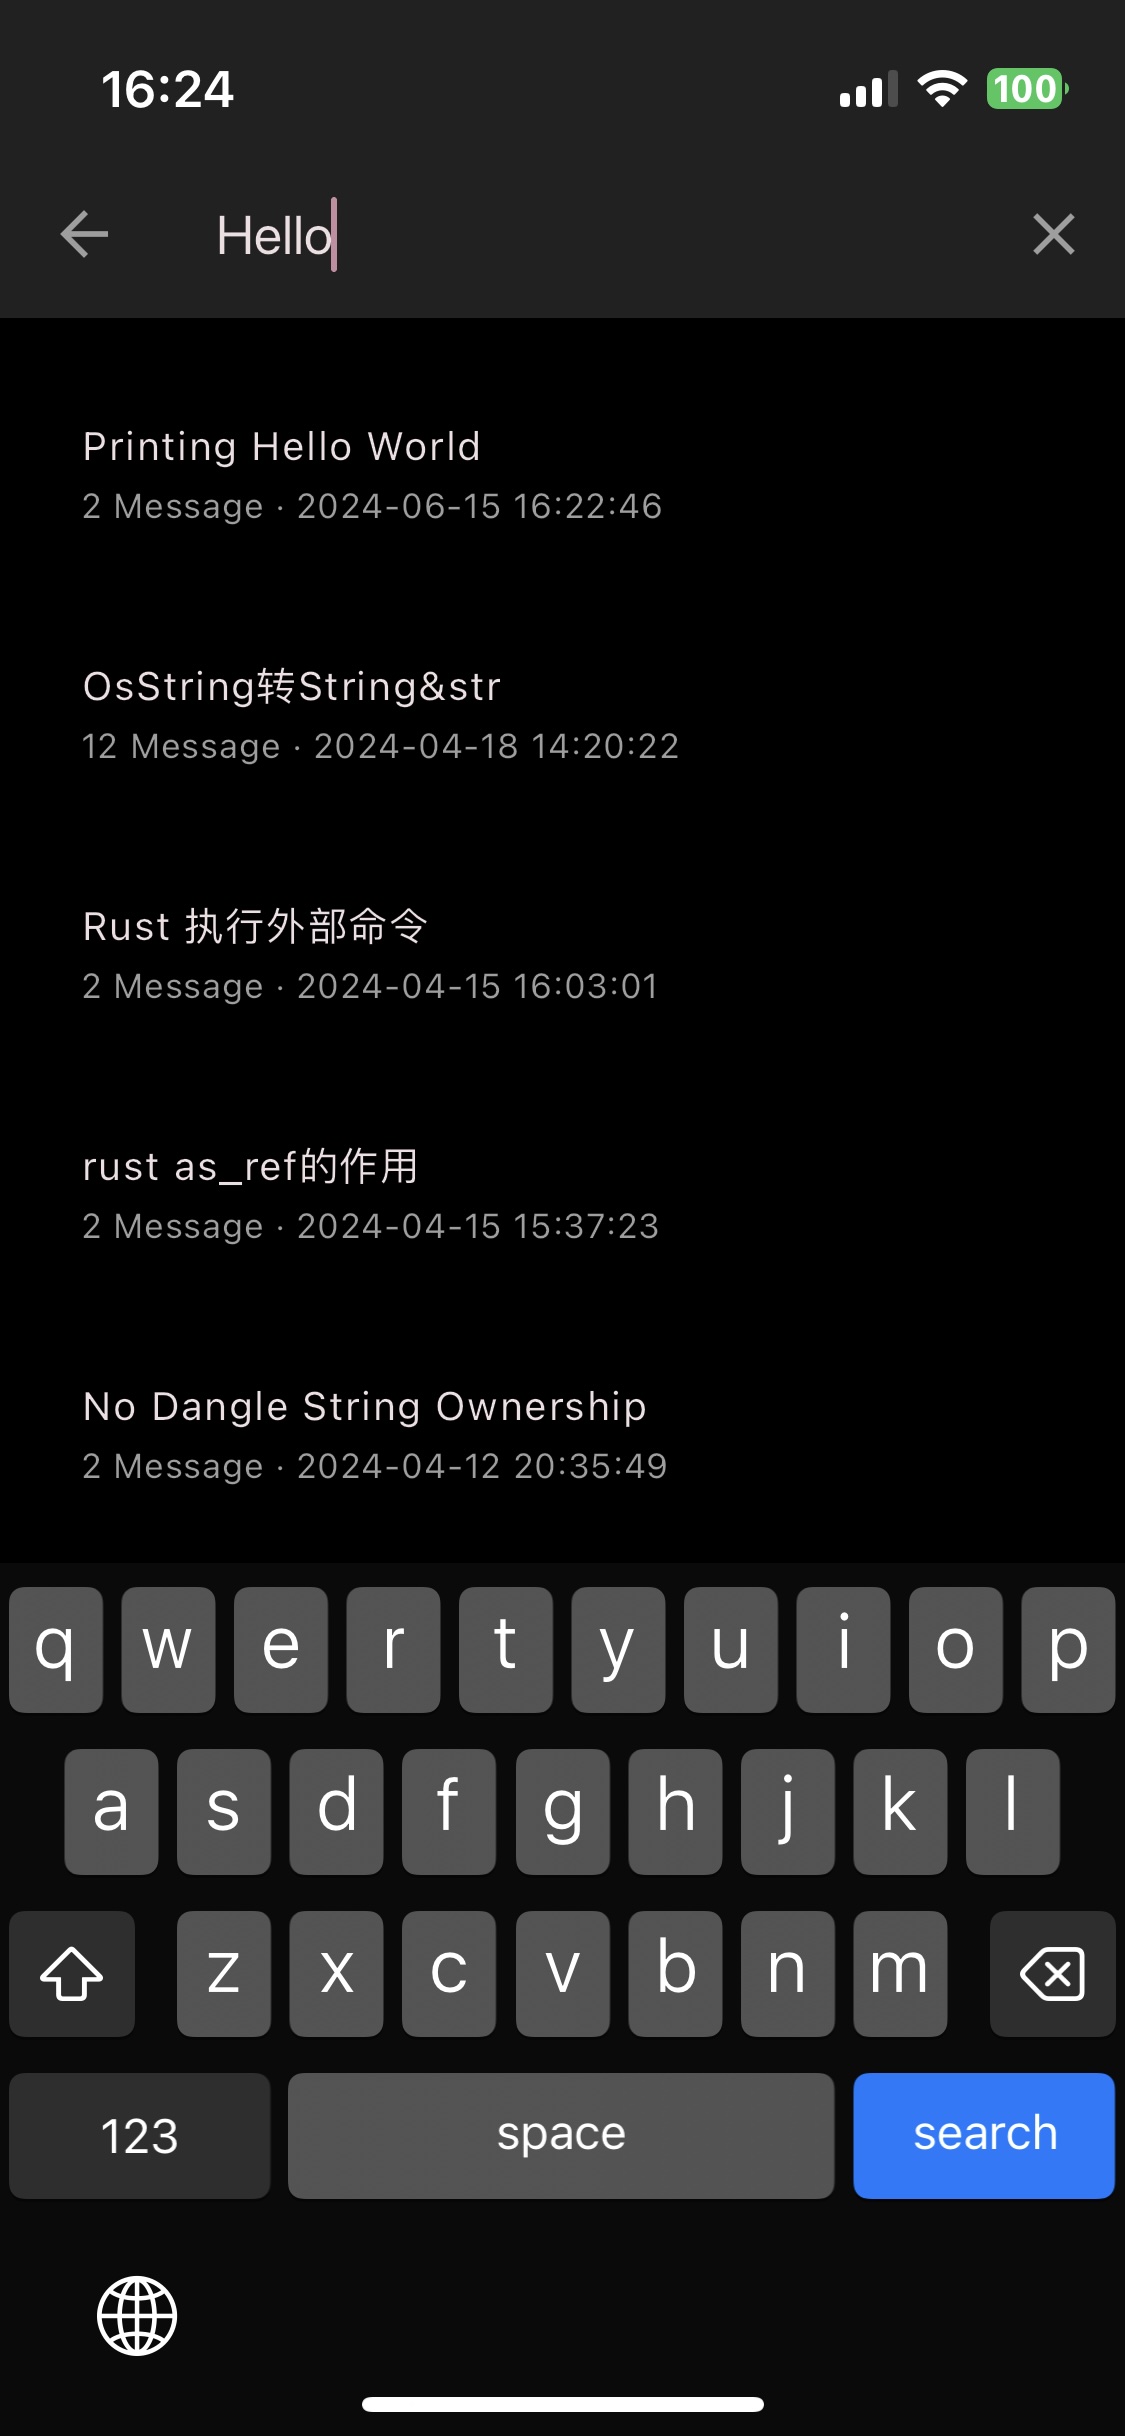 16:24
100
Hello
Printing Hello World
2 Message · 2024-06-15 16:22:46
OsString转String&str
12 Message · 2024-04-18 14:20:22
Rust 执行外部命令
2 Message · 2024-04-15 16:03:01
rust as_ref的作用
2 Message · 2024-04-15 15:37:23
No Dangle String Ownership
2 Message · 2024-04-12 20:35:49
q w e r t y u i o p
a s d f g h j k l
z x c v b n m
123 space search